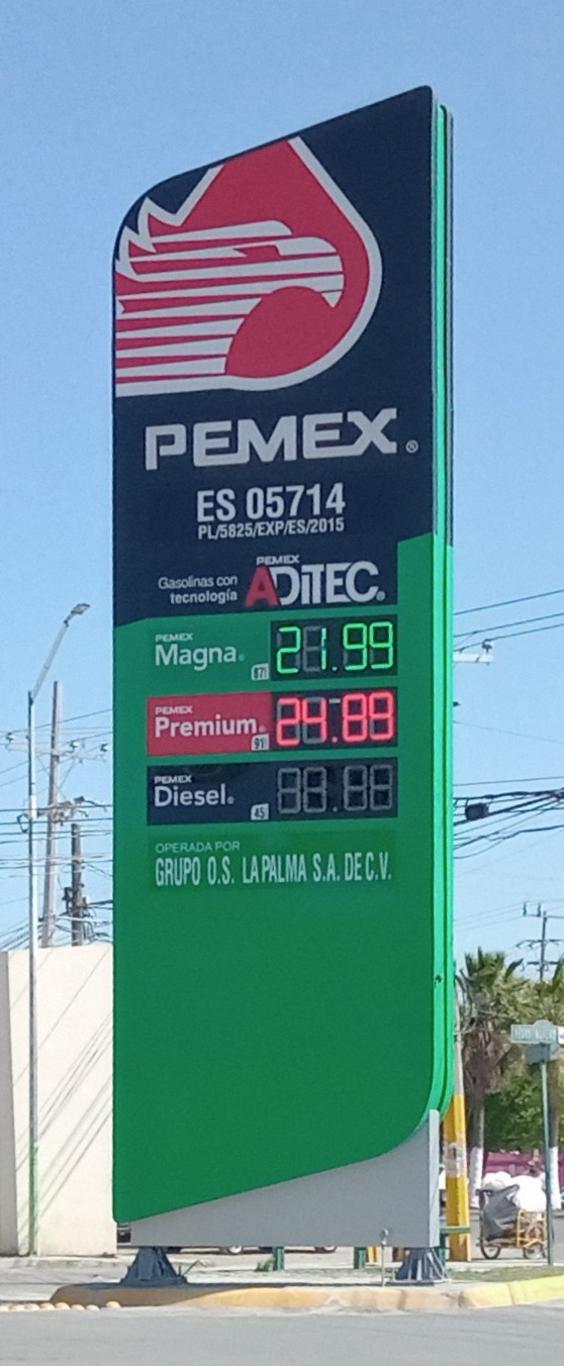 PEMEX®
ES 05714
PL/5825/EXP/ES/2015
Gasolinas con tecnología
PEMEX ADiTEC®
PEMEX
Magna® 87 21.99
PEMEX
Premium® 91 24.89
PEMEX
Diesel® 45
OPERADA POR
GRUPO O.S. LA PALMA S.A. DE C.V.